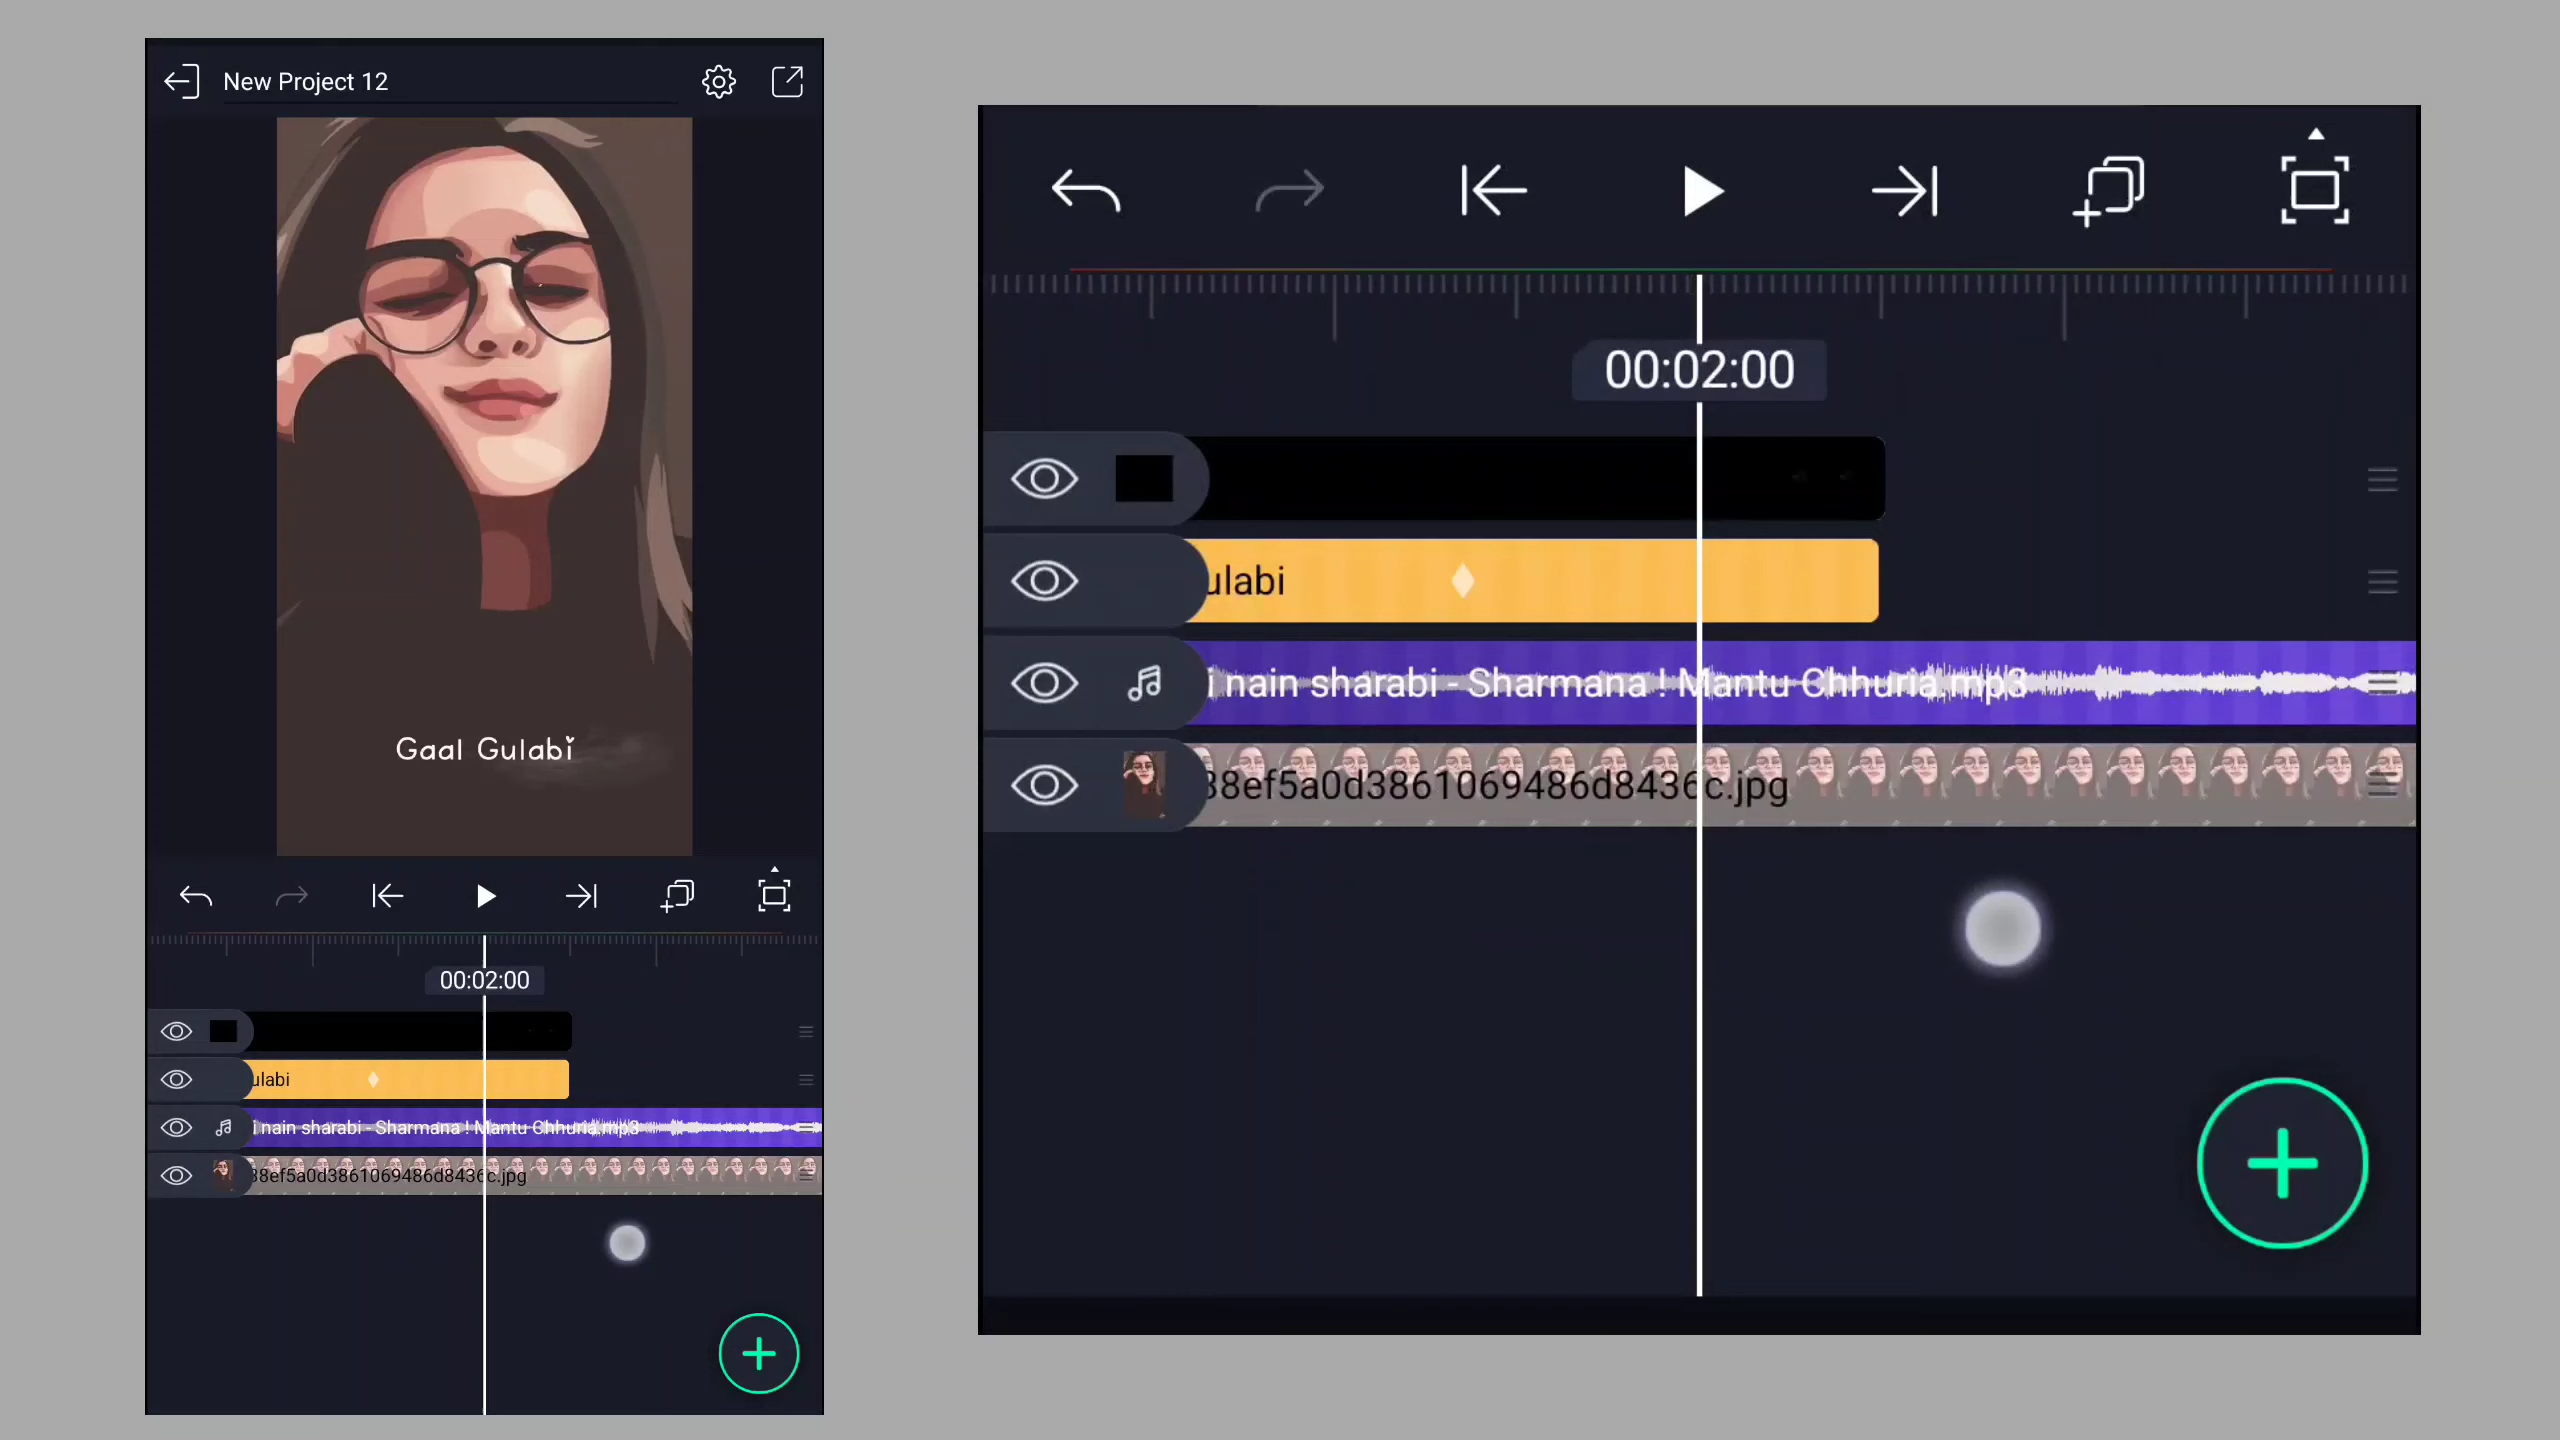 New Project 12
Gaal Gulabi
00:02:00
ulabi
i nain sharabi - Sharmana ! Mantu Chhuria.mp3
38ef5a0d3861069486d8436c.jpg
00:02:00
ulabi
i nain sharabi - Sharmana ! Mantu Chhuria.mp3
38ef5a0d3861069486d8436c.jpg